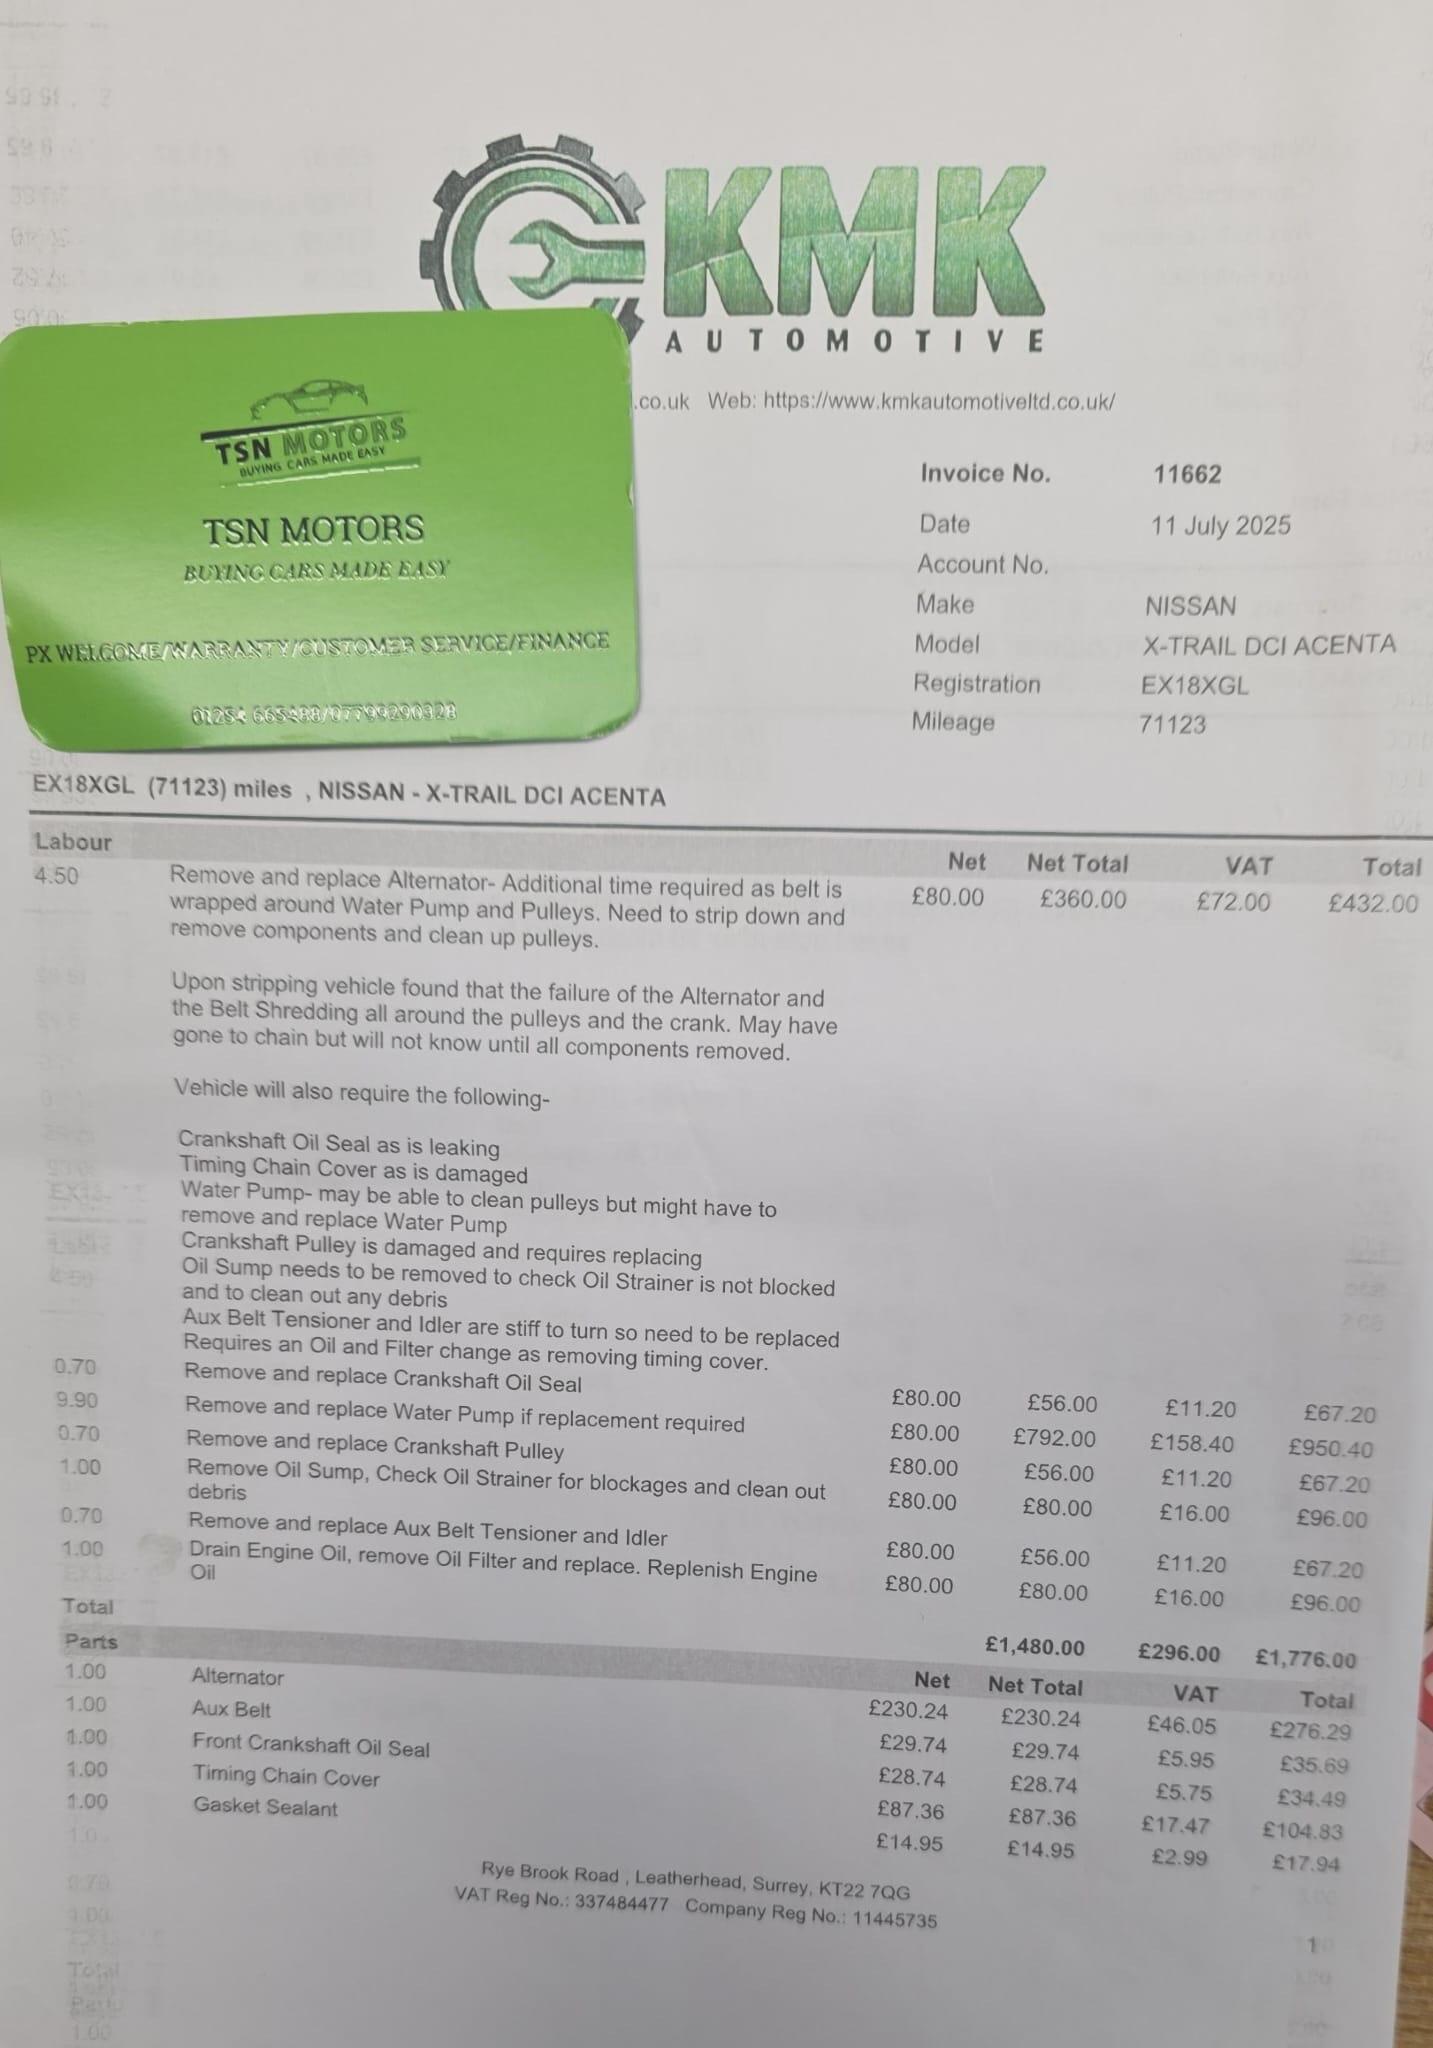 KMK
AUTOMOTIVE
.co.uk Web: https://www.kmkautomotiveltd.co.uk/
TSN MOTORS
BUYING CARS MADE EASY
TSN MOTORS
BUYING CARS MADE EASY
PX WELCOME/WARRANTY/CUSTOMER SERVICE/FINANCE
01254 665488/07799290328
Invoice No. 11662
Date 11 July 2025
Account No.
Make NISSAN
Model X-TRAIL DCI ACENTA
Registration EX18XGL
Mileage 71123
EX18XGL (71123) miles , NISSAN - X-TRAIL DCI ACENTA
Labour Net Net Total VAT Total
4.50 Remove and replace Alternator- Additional time required as belt is £80.00 £360.00 £72.00 £432.00
wrapped around Water Pump and Pulleys. Need to strip down and
remove components and clean up pulleys.
Upon stripping vehicle found that the failure of the Alternator and
the Belt Shredding all around the pulleys and the crank. May have
gone to chain but will not know until all components removed.
Vehicle will also require the following-
Crankshaft Oil Seal as is leaking
Timing Chain Cover as is damaged
Water Pump- may be able to clean pulleys but might have to
remove and replace Water Pump
Crankshaft Pulley is damaged and requires replacing
Oil Sump needs to be removed to check Oil Strainer is not blocked
and to clean out any debris
Aux Belt Tensioner and Idler are stiff to turn so need to be replaced
Requires an Oil and Filter change as removing timing cover.
0.70 Remove and replace Crankshaft Oil Seal £80.00 £56.00 £11.20 £67.20
9.90 Remove and replace Water Pump if replacement required £80.00 £792.00 £158.40 £950.40
0.70 Remove and replace Crankshaft Pulley £80.00 £56.00 £11.20 £67.20
1.00 Remove Oil Sump, Check Oil Strainer for blockages and clean out £80.00 £80.00 £16.00 £96.00
debris
0.70 Remove and replace Aux Belt Tensioner and Idler £80.00 £56.00 £11.20 £67.20
1.00 Drain Engine Oil, remove Oil Filter and replace. Replenish Engine £80.00 £80.00 £16.00 £96.00
Oil
Total £1,480.00 £296.00 £1,776.00
Parts Net Net Total VAT Total
1.00 Alternator £230.24 £230.24 £46.05 £276.29
1.00 Aux Belt £29.74 £29.74 £5.95 £35.69
1.00 Front Crankshaft Oil Seal £28.74 £28.74 £5.75 £34.49
1.00 Timing Chain Cover £87.36 £87.36 £17.47 £104.83
1.00 Gasket Sealant £14.95 £14.95 £2.99 £17.94
Rye Brook Road , Leatherhead, Surrey, KT22 7QG
VAT Reg No.: 337484477 Company Reg No.: 11445735
1